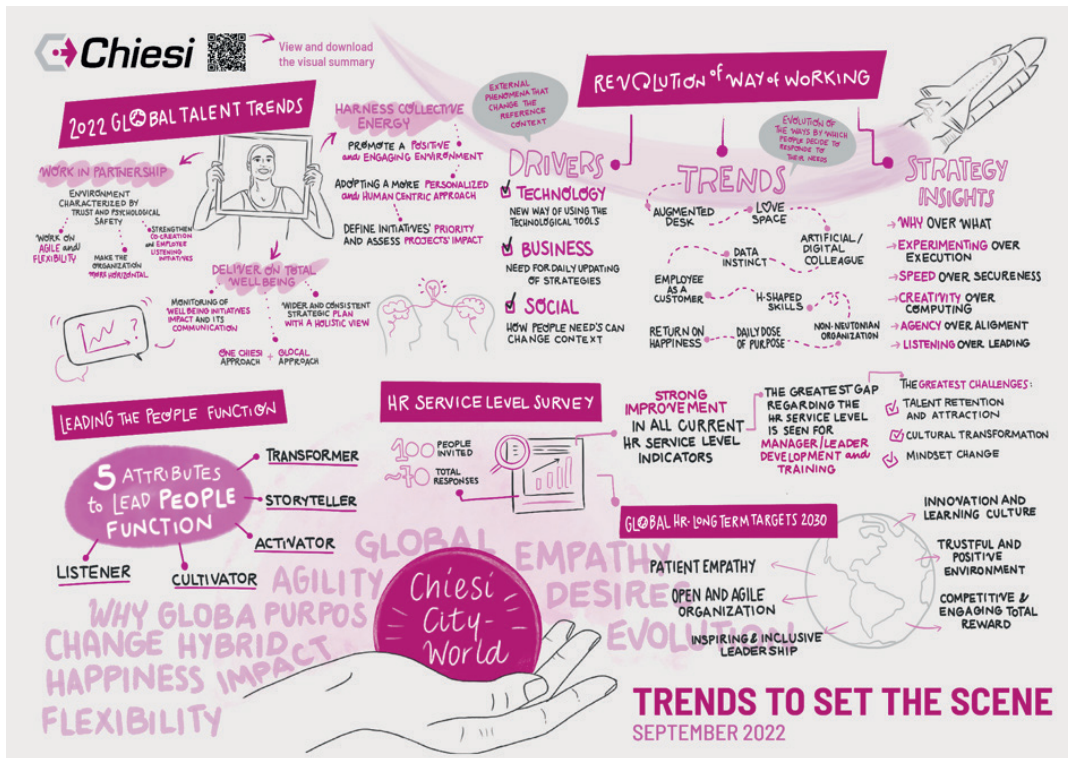 Chiesi
View and download
the visual summary
2022 GLOBAL TALENT TRENDS
WORK IN PARTNERSHIP
ENVIRONMENT
CHARACTERIZED BY
TRUST AND PSYCHOLOGICAL
SAFETY
WORK ON
AGILE and
FLEXIBILITY
MAKE THE
ORGANIZATION
MORE HORIZONTAL
STRENGTHEN
CO-CREATION
and EMPLOYEE
LISTENING
INITIATIVES
HARNESS COLLECTIVE
ENERGY
PROMOTE A POSITIVE
and ENGAGING ENVIRONMENT
ADOPTING A MORE PERSONALIZED
and HUMAN CENTRIC APPROACH
DEFINE INITIATIVES' PRIORITY
AND ASSESS PROJECTS' IMPACT
DELIVER ON TOTAL
WELLBEING
MONITORING OF
WELLBEING INITIATIVES
IMPACT AND ITS
COMMUNICATION
WIDER AND CONSISTENT
STRATEGIC PLAN
WITH A HOLISTIC VIEW
ONE CHIESI
APPROACH
+
GLOCAL
APPROACH
?
REVOLUTION of WAY of WORKING
EXTERNAL
PHENOMENA THAT
CHANGE THE
REFERENCE
CONTEXT
DRIVERS
TECHNOLOGY
NEW WAY OF USING THE
TECHNOLOGICAL TOOLS
BUSINESS
NEED FOR DAILY UPDATING
OF STRATEGIES
SOCIAL
HOW PEOPLE NEED'S CAN
CHANGE CONTEXT
EVOLUTION OF
THE WAYS BY WHICH
PEOPLE DECIDE TO
RESPONSE TO
THEIR NEEDS
TRENDS
AUGMENTED
DESK
LOVE
SPACE
ARTIFICIAL/
DIGITAL
COLLEAGUE
DATA
INSTINCT
EMPLOYEE
AS A
CUSTOMER
H-SHAPED
SKILLS
NON-NEUTONIAN
ORGANIZATION
DAILY DOSE
OF PURPOSE
RETURN ON
HAPPINESS
STRATEGY
INSIGHTS
WHY OVER WHAT
EXPERIMENTING OVER
EXECUTION
SPEED OVER SECURENESS
CREATIVITY OVER
COMPUTING
AGENCY OVER ALIGMENT
LISTENING OVER LEADING
LEADING THE PEOPLE FUNCTION
5 ATTRIBUTES
to LEAD PEOPLE
FUNCTION
TRANSFORMER
STORYTELLER
ACTIVATOR
CULTIVATOR
LISTENER
HR SERVICE LEVEL SURVEY
100 PEOPLE
INVITED
~70 TOTAL
RESPONSES
STRONG
IMPROVEMENT
IN ALL CURRENT
HR SERVICE LEVEL
INDICATORS
THE GREATEST GAP
REGARDING THE
HR SERVICE LEVEL
IS SEEN FOR
MANAGER/LEADER
DEVELOPMENT and
TRAINING
THE GREATEST CHALLENGES:
TALENT RETENTION
AND ATTRACTION
CULTURAL TRANSFORMATION
MINDSET CHANGE
GLOBAL HR-LONG TERM TARGETS 2030
PATIENT EMPATHY
OPEN AND AGILE
ORGANIZATION
INSPIRING & INCLUSIVE
LEADERSHIP
INNOVATION AND
LEARNING CULTURE
TRUSTFUL AND
POSITIVE
ENVIRONMENT
COMPETITIVE &
ENGAGING TOTAL
REWARD
GLOBAL
EMPATHY
AGILITY
DESIRE
WHY GLOBA PURPOS
EVOLUTION
CHANGE HYBRID
HAPPINESS IMPACT
FLEXIBILITY
Chiesi
City-
World
TRENDS TO SET THE SCENE
SEPTEMBER 2022